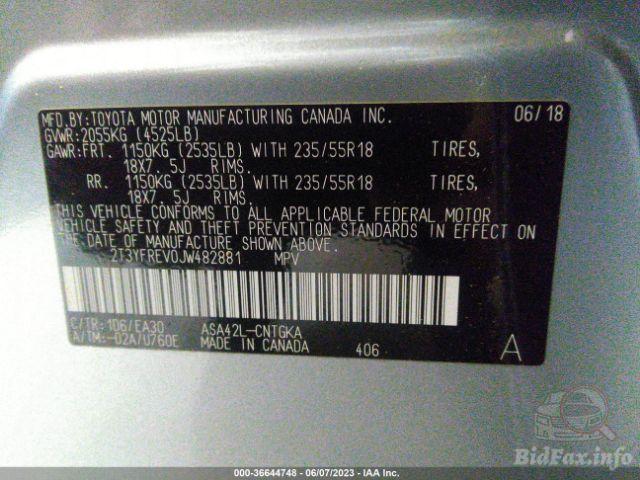 MFD.BY:TOYOTA MOTOR MANUFACTURING CANADA INC. 06/18
GVWR:2055KG (4525LB)
GAWR:FRT. 1150KG (2535LB) WITH 235/55R18 TIRES,
18X7. 5J RIMS.
RR. 1150KG (2535LB) WITH 235/55R18 TIRES,
18X7. 5J RIMS.
THIS VEHICLE CONFORMS TO ALL APPLICABLE FEDERAL MOTOR
VEHICLE SAFETY AND THEFT PREVENTION STANDARDS IN EFFECT ON
THE DATE OF MANUFACTURE SHOWN ABOVE.
2T3YFREV0JW482881 MPV
C/TR:1D6/EA30 ASA42L-CNTGKA
A/TM:-02A/U760E MADE IN CANADA 406 A
BidFax.info
000-36644748 - 06/07/2023 - IAA Inc.